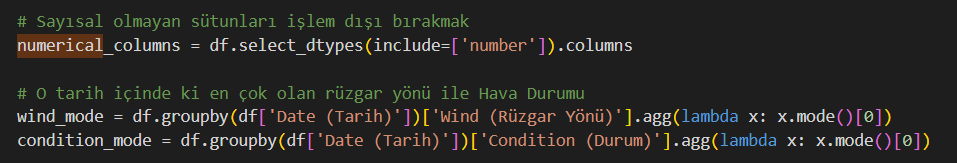 # Sayısal olmayan sütunları işlem dışı bırakmak
numerical_columns = df.select_dtypes(include=['number']).columns
# O tarih içinde ki en çok olan rüzgar yönü ile Hava Durumu
wind_mode = df.groupby(df['Date (Tarih)'])['Wind (Rüzgar Yönü)'].agg(lambda x: x.mode()[0])
condition_mode = df.groupby(df['Date (Tarih)'])['Condition (Durum)'].agg(lambda x: x.mode()[0])